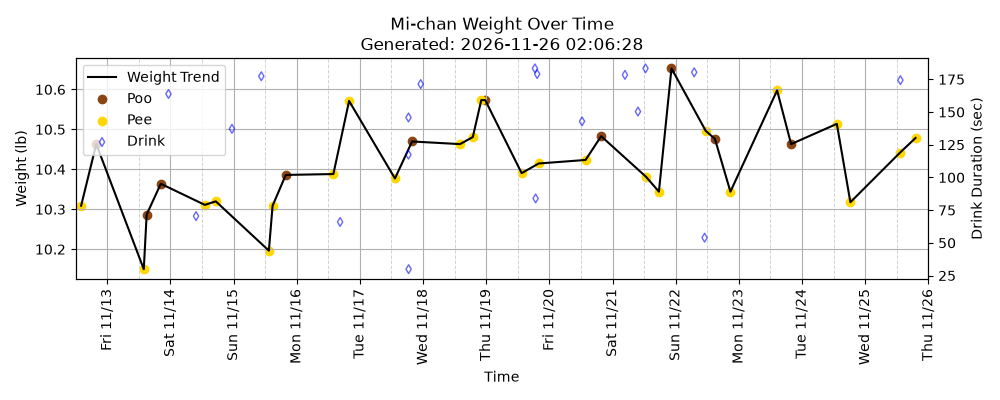 Mi-chan Weight Over Time
Generated: 2026-11-26 02:06:28
Weight (lb)
10.6
10.5
10.4
10.3
10.2
Weight Trend
Poo
Pee
Drink
175
150
125
100
75
50
25
Drink Duration (sec)
Fri 11/13
Sat 11/14
Sun 11/15
Mon 11/16
Tue 11/17
Wed 11/18
Thu 11/19
Fri 11/20
Sat 11/21
Sun 11/22
Mon 11/23
Tue 11/24
Wed 11/25
Thu 11/26
Time